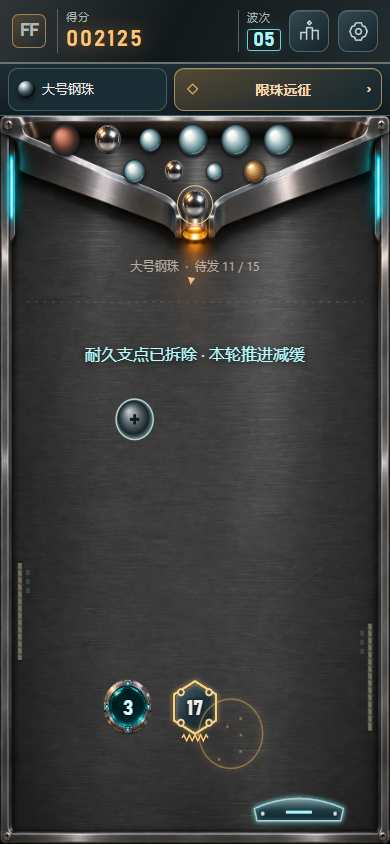 FF
得分
002125
波次
05
大号钢珠
限珠远征
大号钢珠 · 待发 11 / 15
耐久支点已拆除 · 本轮推进减缓
3
17